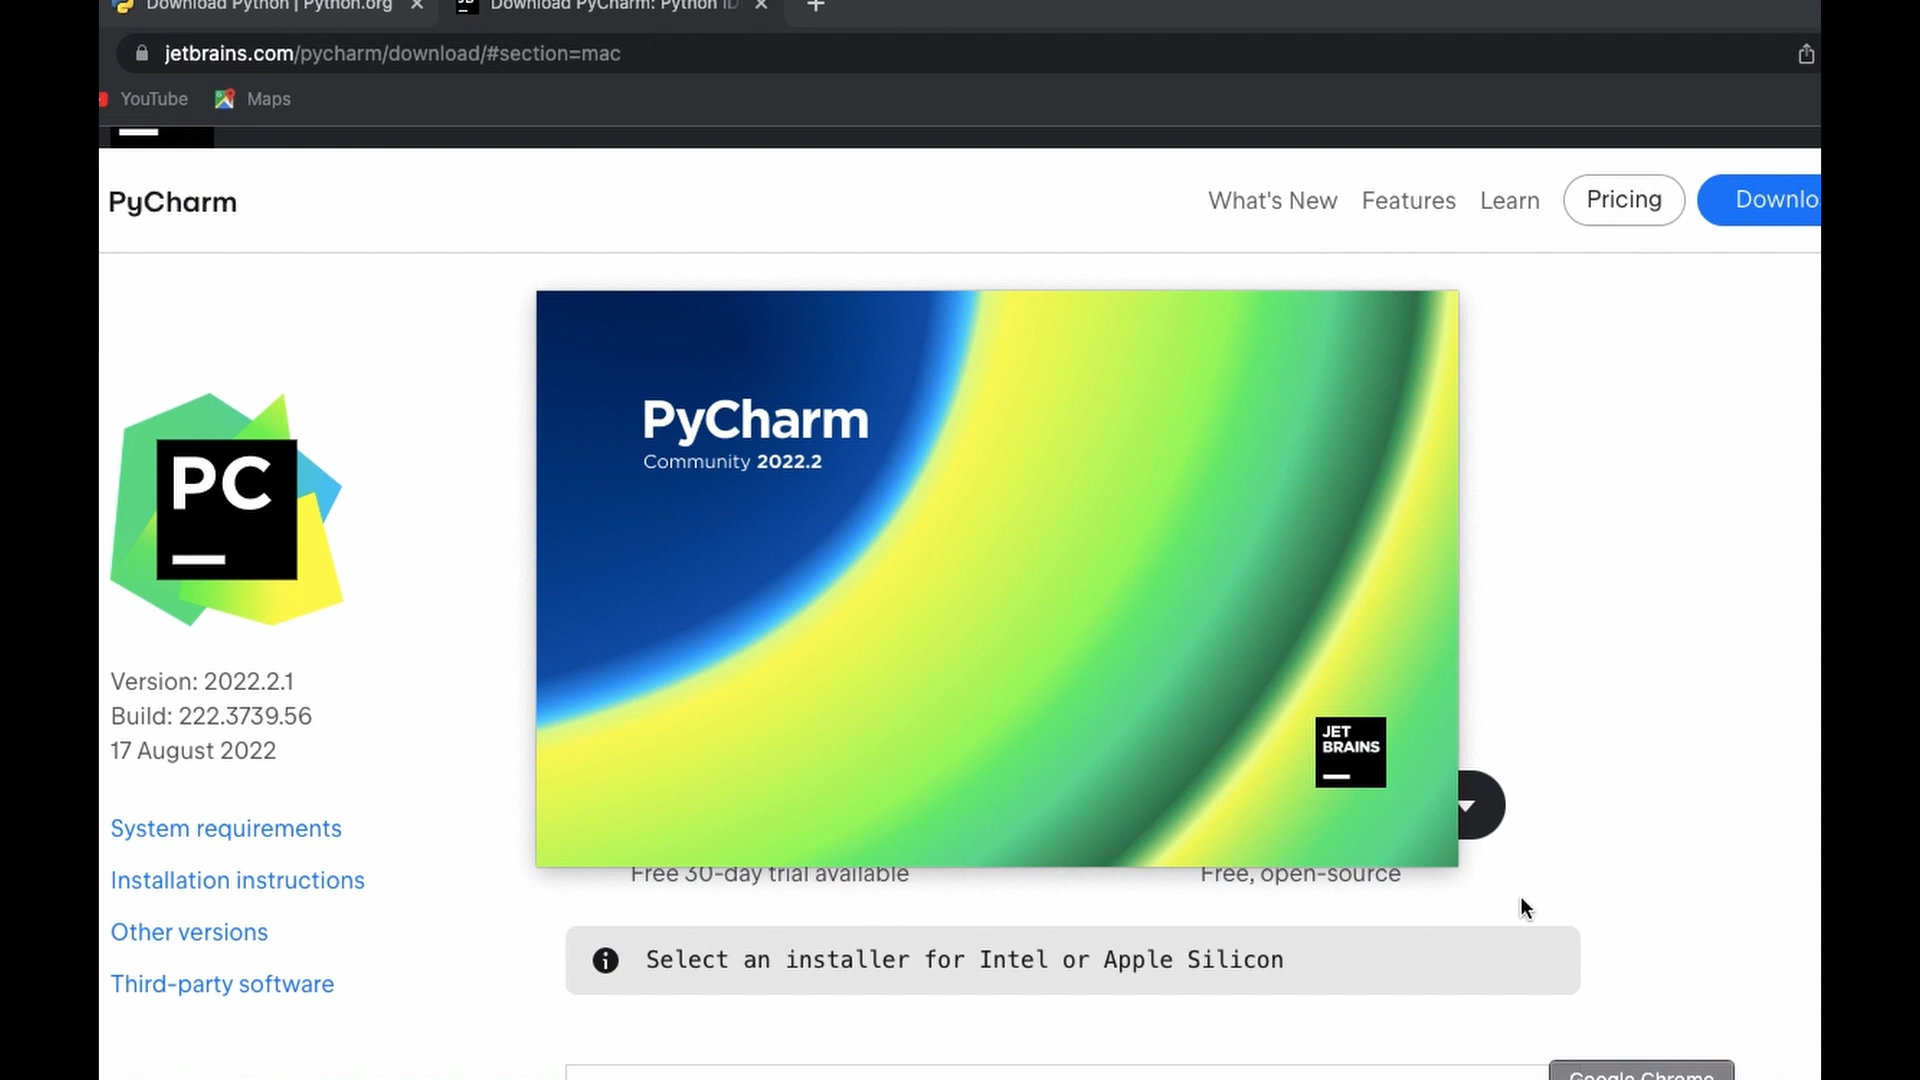 Download Python | Python.org
Download PyCharm: Python ID
jetbrains.com/pycharm/download/#section=mac
YouTube
Maps
PyCharm
What's New
Features
Learn
Pricing
Downlo
PyCharm
Community 2022.2
PC
Version: 2022.2.1
Build: 222.3739.56
17 August 2022
JET
BRAINS
System requirements
Installation instructions
Other versions
Third-party software
Free 30-day trial available
Free, open-source
Select an installer for Intel or Apple Silicon
Google Chrome